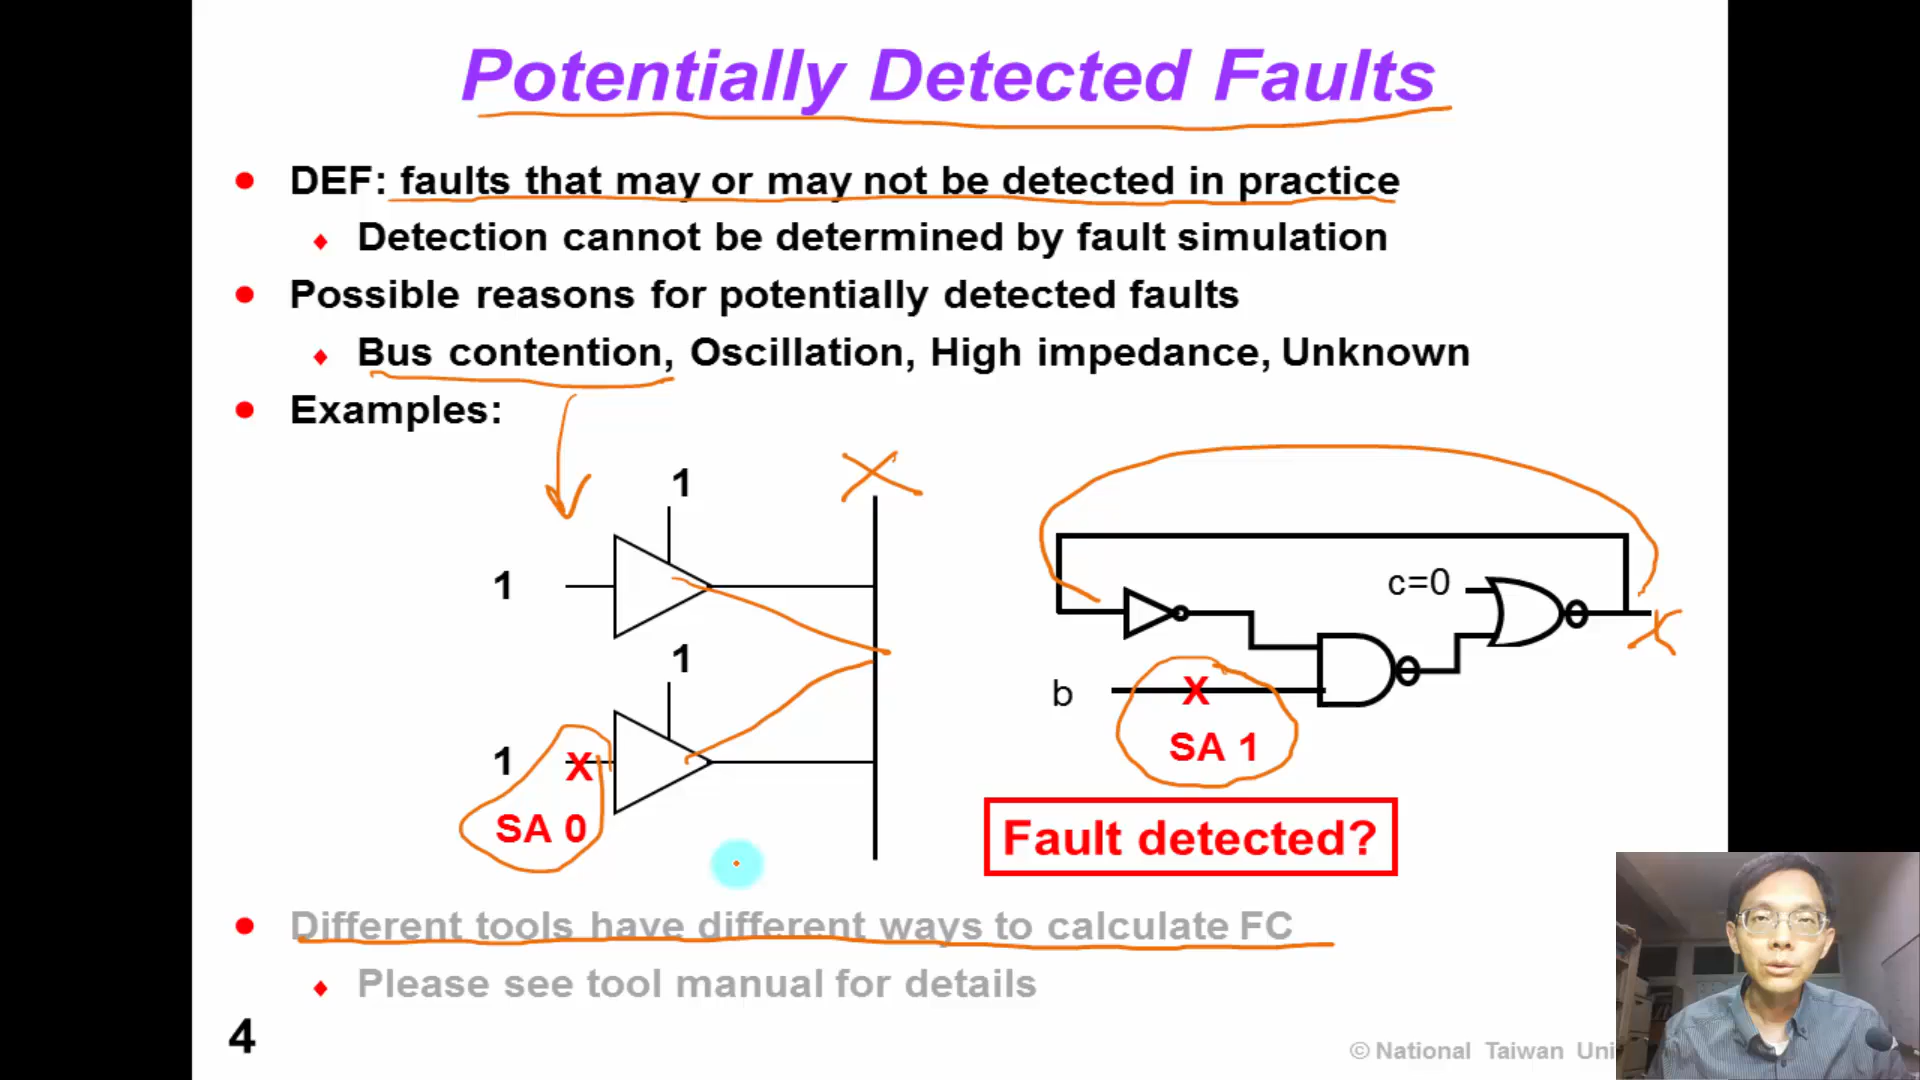 Potentially Detected Faults
DEF: faults that may or may not be detected in practice
Detection cannot be determined by fault simulation
Possible reasons for potentially detected faults
Bus contention, Oscillation, High impedance, Unknown
Examples:
1
X
1
1
1
X
SA 0
c=0
X
b
X
SA 1
Fault detected?
Different tools have different ways to calculate FC
Please see tool manual for details
4
© National Taiwan Uni